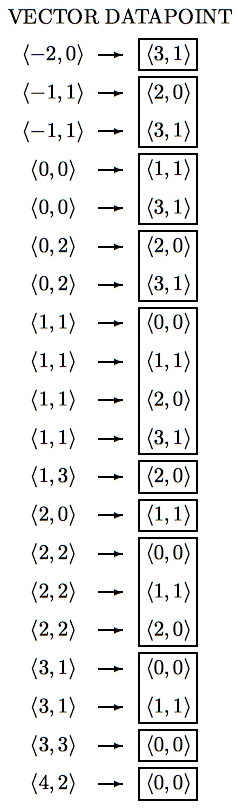 VECTOR DATAPOINT
⟨−2, 0⟩ → ⟨3, 1⟩
⟨−1, 1⟩ → ⟨2, 0⟩
⟨−1, 1⟩ → ⟨3, 1⟩
⟨0, 0⟩ → ⟨1, 1⟩
⟨0, 0⟩ → ⟨3, 1⟩
⟨0, 2⟩ → ⟨2, 0⟩
⟨0, 2⟩ → ⟨3, 1⟩
⟨1, 1⟩ → ⟨0, 0⟩
⟨1, 1⟩ → ⟨1, 1⟩
⟨1, 1⟩ → ⟨2, 0⟩
⟨1, 1⟩ → ⟨3, 1⟩
⟨1, 3⟩ → ⟨2, 0⟩
⟨2, 0⟩ → ⟨1, 1⟩
⟨2, 2⟩ → ⟨0, 0⟩
⟨2, 2⟩ → ⟨1, 1⟩
⟨2, 2⟩ → ⟨2, 0⟩
⟨3, 1⟩ → ⟨0, 0⟩
⟨3, 1⟩ → ⟨1, 1⟩
⟨3, 3⟩ → ⟨0, 0⟩
⟨4, 2⟩ → ⟨0, 0⟩